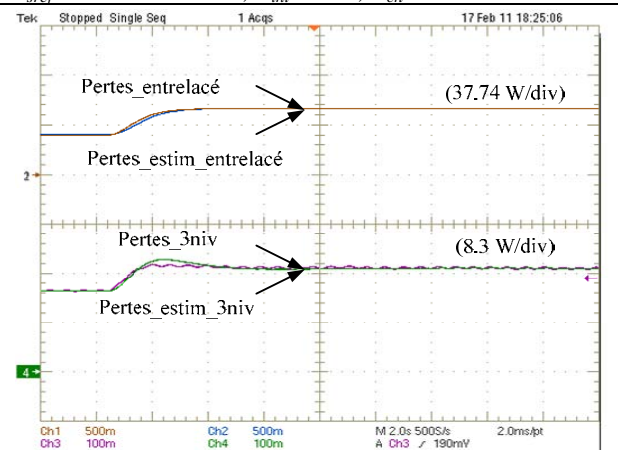 Tek Stopped Single Seq 1 Acqs 17 Feb 11 18:25:06
Pertes_entrelacé (37.74 W/div)
Pertes_estim_entrelacé
2
Pertes_3niv (8.3 W/div)
Pertes_estim_3niv
4
Ch1 500m Ch2 500m M 2.0s 500S/s 2.0ms/pt
Ch3 100m Ch4 100m A Ch3 / 190mV